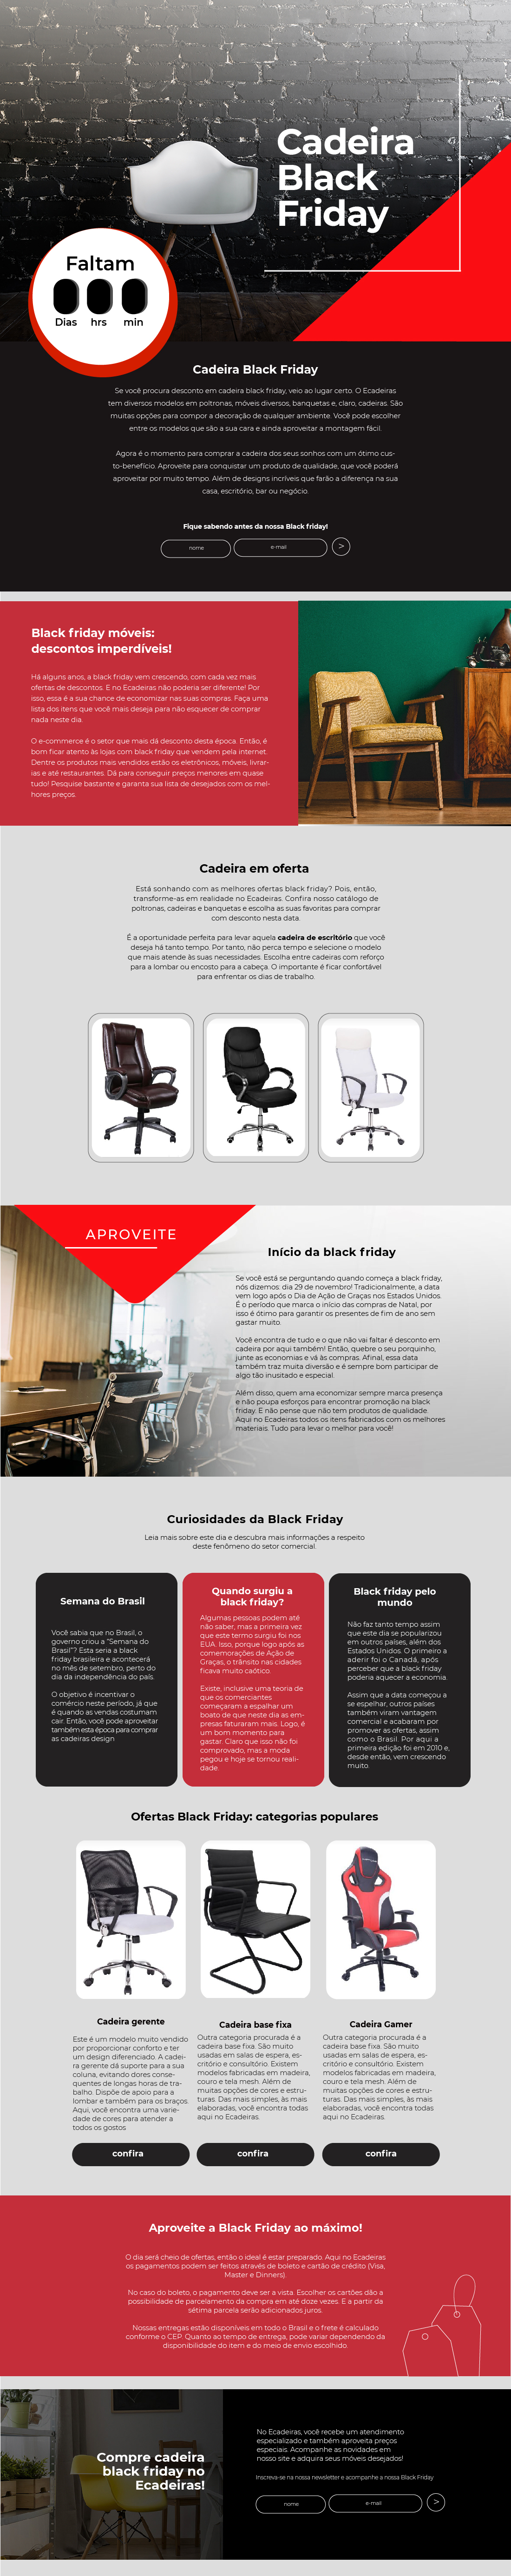 Cadeira
Black
Friday
Faltam
Dias hrs min
Cadeira Black Friday
Se você procura desconto em cadeira black friday, veio ao lugar certo. O Ecadeiras
tem diversos modelos em poltronas, móveis diversos, banquetas e, claro, cadeiras. São
muitas opções para compor a decoração de qualquer ambiente. Você pode escolher
entre os modelos que são a sua cara e ainda aproveitar a montagem fácil.
Agora é o momento para comprar a cadeira dos seus sonhos com um ótimo cus-
to-benefício. Aproveite para conquistar um produto de qualidade, que você poderá
aproveitar por muito tempo. Além de designs incríveis que farão a diferença na sua
casa, escritório, bar ou negócio.
Fique sabendo antes da nossa Black friday!
nome e-mail >
Black friday móveis:
descontos imperdíveis!
Há alguns anos, a black friday vem crescendo, com cada vez mais
ofertas de descontos. E no Ecadeiras não poderia ser diferente! Por
isso, essa é a sua chance de economizar nas suas compras. Faça uma
lista dos itens que você mais deseja para não esquecer de comprar
nada neste dia.
O e-commerce é o setor que mais dá desconto desta época. Então, é
bom ficar atento às lojas com black friday que vendem pela internet.
Dentre os produtos mais vendidos estão os eletrônicos, móveis, livrar-
ias e até restaurantes. Dá para conseguir preços menores em quase
tudo! Pesquise bastante e garanta sua lista de desejados com os mel-
hores preços.
Cadeira em oferta
Está sonhando com as melhores ofertas black friday? Pois, então,
transforme-as em realidade no Ecadeiras. Confira nosso catálogo de
poltronas, cadeiras e banquetas e escolha as suas favoritas para comprar
com desconto nesta data.
É a oportunidade perfeita para levar aquela cadeira de escritório que você
deseja há tanto tempo. Por tanto, não perca tempo e selecione o modelo
que mais atende às suas necessidades. Escolha entre cadeiras com reforço
para a lombar ou encosto para a cabeça. O importante é ficar confortável
para enfrentar os dias de trabalho.
APROVEITE
Início da black friday
Se você está se perguntando quando começa a black friday,
nós dizemos: dia 29 de novembro! Tradicionalmente, a data
vem logo após o Dia de Ação de Graças nos Estados Unidos.
É o período que marca o início das compras de Natal, por
isso é ótimo para garantir os presentes de fim de ano sem
gastar muito.
Você encontra de tudo e o que não vai faltar é desconto em
cadeira por aqui também! Então, quebre o seu porquinho,
junte as economias e vá às compras. Afinal, essa data
também traz muita diversão e é sempre bom participar de
algo tão inusitado e especial.
Além disso, quem ama economizar sempre marca presença
e não poupa esforços para encontrar promoção na black
friday. E não pense que não tem produtos de qualidade.
Aqui no Ecadeiras todos os itens fabricados com os melhores
materiais. Tudo para levar o melhor para você!
Curiosidades da Black Friday
Leia mais sobre este dia e descubra mais informações a respeito
deste fenômeno do setor comercial.
Semana do Brasil
Você sabia que no Brasil, o
governo criou a "Semana do
Brasil"? Esta seria a black
friday brasileira e acontecerá
no mês de setembro, perto do
dia da independência do país.
O objetivo é incentivar o
comércio neste período, já que
é quando as vendas costumam
cair. Então, você pode aproveitar
também esta época para comprar
as cadeiras design
Quando surgiu a
black friday?
Algumas pessoas podem até
não saber, mas a primeira vez
que este termo surgiu foi nos
EUA. Isso, porque logo após as
comemorações de Ação de
Graças, o trânsito nas cidades
ficava muito caótico.
Existe, inclusive uma teoria de
que os comerciantes
começaram a espalhar um
boato de que neste dia as em-
presas faturaram mais. Logo, é
um bom momento para
gastar. Claro que isso não foi
comprovado, mas a moda
pegou e hoje se tornou reali-
dade.
Black friday pelo
mundo
Não faz tanto tempo assim
que este dia se popularizou
em outros países, além dos
Estados Unidos. O primeiro a
aderir foi o Canadá, após
perceber que a black friday
poderia aquecer a economia.
Assim que a data começou a
se espelhar, outros países
também viram vantagem
comercial e acabaram por
promover as ofertas, assim
como o Brasil. Por aqui a
primeira edição foi em 2010 e,
desde então, vem crescendo
muito.
Ofertas Black Friday: categorias populares
Cadeira gerente
Este é um modelo muito vendido
por proporcionar conforto e ter
um design diferenciado. A cadei-
ra gerente dá suporte para a sua
coluna, evitando dores conse-
quentes de longas horas de tra-
balho. Dispõe de apoio para a
lombar e também para os braços.
Aqui, você encontra uma varie-
dade de cores para atender a
todos os gostos
Cadeira base fixa
Outra categoria procurada é a
cadeira base fixa. São muito
usadas em salas de espera, es-
critório e consultório. Existem
modelos fabricadas em madeira,
couro e tela mesh. Além de
muitas opções de cores e estru-
turas. Das mais simples, às mais
elaboradas, você encontra todas
aqui no Ecadeiras.
Cadeira Gamer
Outra categoria procurada é a
cadeira base fixa. São muito
usadas em salas de espera, es-
critório e consultório. Existem
modelos fabricadas em madeira,
couro e tela mesh. Além de
muitas opções de cores e estru-
turas. Das mais simples, às mais
elaboradas, você encontra todas
aqui no Ecadeiras.
confira confira confira
Aproveite a Black Friday ao máximo!
O dia será cheio de ofertas, então o ideal é estar preparado. Aqui no Ecadeiras
os pagamentos podem ser feitos através de boleto e cartão de crédito (Visa,
Master e Dinners).
No caso do boleto, o pagamento deve ser a vista. Escolher os cartões dão a
possibilidade de parcelamento da compra em até doze vezes. E a partir da
sétima parcela serão adicionados juros.
Nossas entregas estão disponíveis em todo o Brasil e o frete é calculado
conforme o CEP. Quanto ao tempo de entrega, pode variar dependendo da
disponibilidade do item e do meio de envio escolhido.
Compre cadeira
black friday no
Ecadeiras!
No Ecadeiras, você recebe um atendimento
especializado e também aproveita preços
especiais. Acompanhe as novidades em
nosso site e adquira seus móveis desejados!
Inscreva-se na nossa newsletter e acompanhe a nossa Black Friday
nome e-mail >